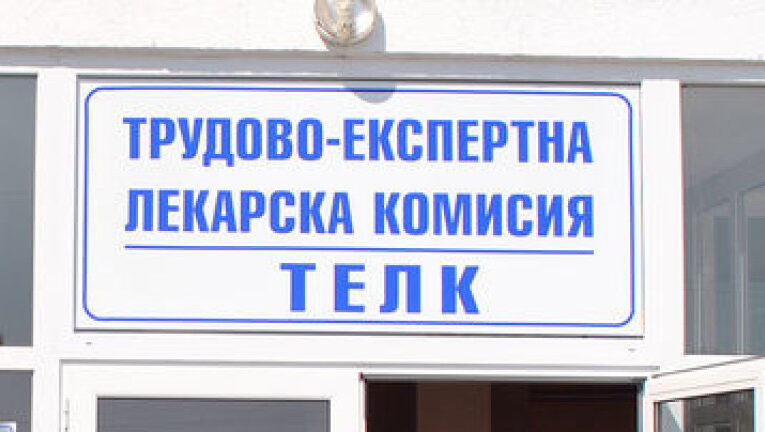 ТРУДОВО-ЕКСПЕРТНА
ЛЕКАРСКА КОМИСИЯ
ТЕЛК